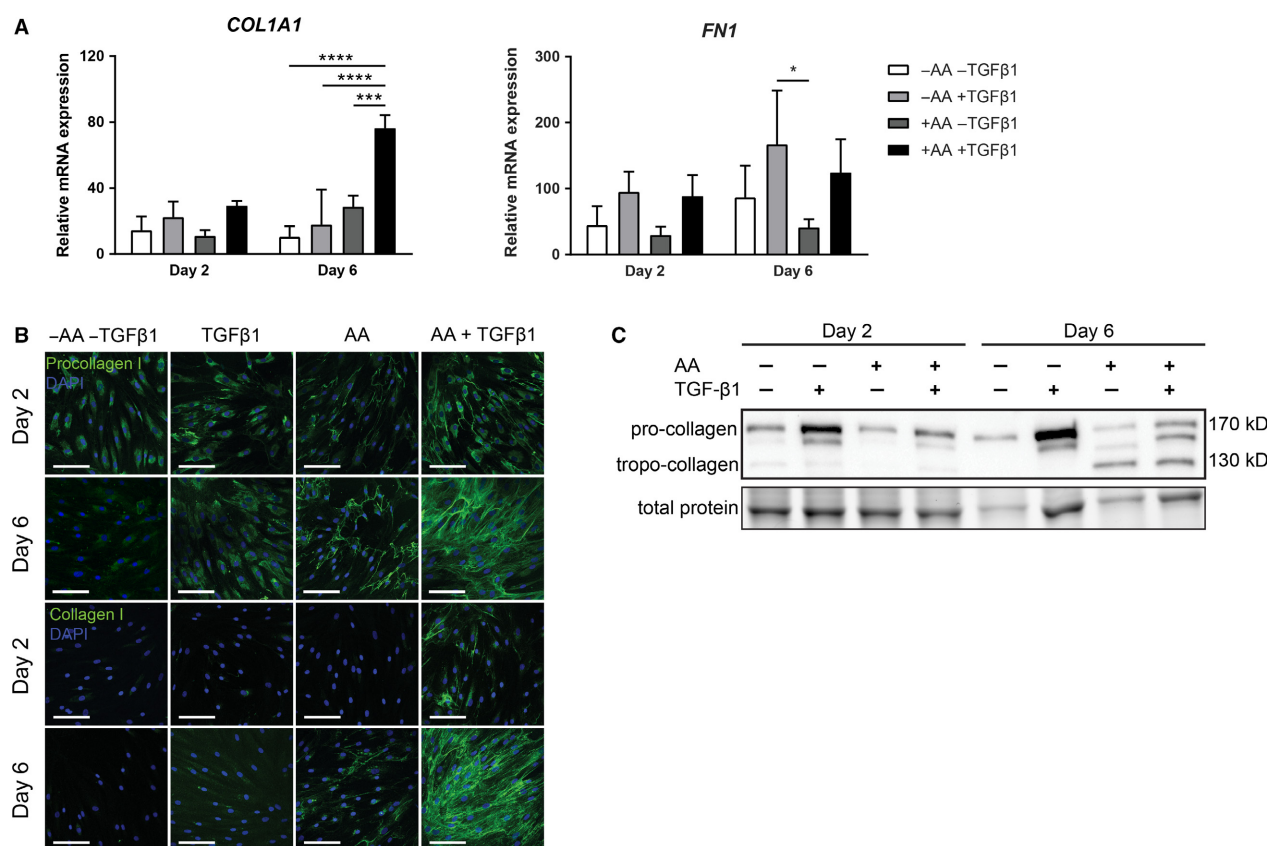 A
COL1A1
Relative mRNA expression
120
80
40
0
****
****
***
Day 2
Day 6
FN1
Relative mRNA expression
300
200
100
0
*
Day 2
Day 6
–AA –TGFβ1
–AA +TGFβ1
+AA –TGFβ1
+AA +TGFβ1
B
–AA –TGFβ1 TGFβ1 AA AA + TGFβ1
Day 2
Procollagen I
DAPI
Day 6
Day 2
Collagen I
DAPI
Day 6
C
Day 2 Day 6
AA – – + + – – + +
TGF-β1 – + – + – + – +
pro-collagen 170 kD
tropo-collagen 130 kD
total protein